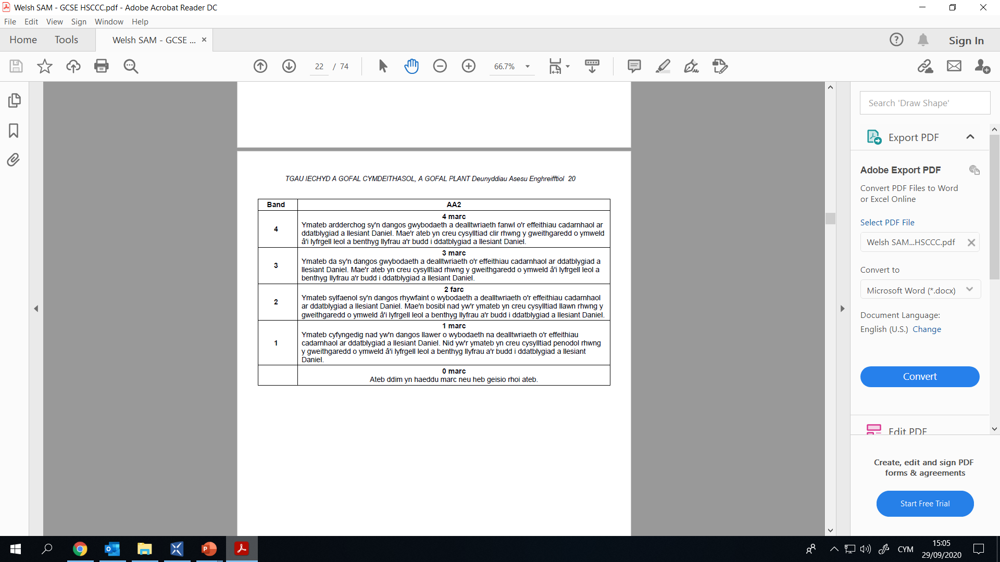 Welsh SAM - GCSE HSCCC.pdf - Adobe Acrobat Reader DC
File Edit View Sign Window Help
Home Tools Welsh SAM - GCSE ... × Sign In
22 / 74 66.7%
Search 'Draw Shape'
Export PDF
Adobe Export PDF
Convert PDF Files to Word
or Excel Online
Select PDF File
Welsh SAM...HSCCC.pdf
Convert to
Microsoft Word (*.docx)
Document Language:
English (U.S.) Change
Convert
Edit PDF
Create, edit and sign PDF
forms & agreements
Start Free Trial
TGAU IECHYD A GOFAL CYMDEITHASOL, A GOFAL PLANT Deunyddiau Asesu Enghreifftiol 20
Band AA2
4 marc
4
Ymateb ardderchog sy'n dangos gwybodaeth a dealltwriaeth fanwl o'r effeithiau cadarnhaol ar
ddatblygiad a llesiant Daniel. Mae'r ateb yn creu cysylltiad clir rhwng y gweithgaredd o ymweld
â'i lyfrgell leol a benthyg llyfrau a'r budd i ddatblygiad a llesiant Daniel.
3 marc
3
Ymateb da sy'n dangos gwybodaeth a dealltwriaeth o'r effeithiau cadarnhaol ar ddatblygiad a
llesiant Daniel. Mae'r ateb yn creu cysylltiad rhwng y gweithgaredd o ymweld â'i lyfrgell leol a
benthyg llyfrau a'r budd i ddatblygiad a llesiant Daniel.
2 farc
2
Ymateb sylfaenol sy'n dangos rhywfaint o wybodaeth a dealltwriaeth o'r effeithiau cadarnhaol
ar ddatblygiad a llesiant Daniel. Mae'n bosibl nad yw'r ymateb yn creu cysylltiad llawn rhwng y
gweithgaredd o ymweld â'i lyfrgell leol a benthyg llyfrau a'r budd i ddatblygiad a llesiant Daniel.
1 marc
1
Ymateb cyfyngedig nad yw'n dangos llawer o wybodaeth na dealltwriaeth o'r effeithiau
cadarnhaol ar ddatblygiad a llesiant Daniel. Nid yw'r ymateb yn creu cysylltiad penodol rhwng
y gweithgaredd o ymweld â'i lyfrgell leol a benthyg llyfrau a'r budd i ddatblygiad a llesiant
Daniel.
0 marc
Ateb ddim yn haeddu marc neu heb geisio rhoi ateb.
CYM
15:05
29/09/2020